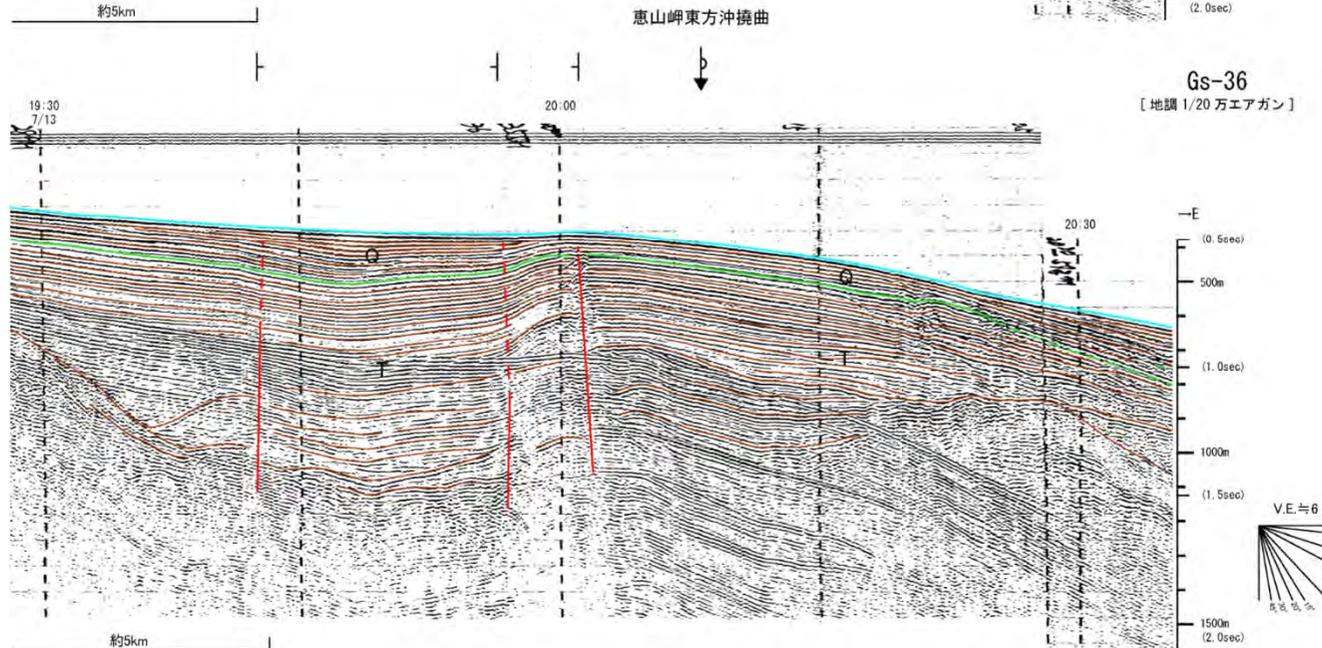 約5km
恵山岬東方沖撓曲
(2.0sec)
Gs-36
[ 地調 1/20 万エアガン ]
19:30
7/13
20:00
→E
20:30
(0.5sec)
Q
Q
500m
T
T
(1.0sec)
1000m
(1.5sec)
V.E.≒6
1500m
(2.0sec)
約5km